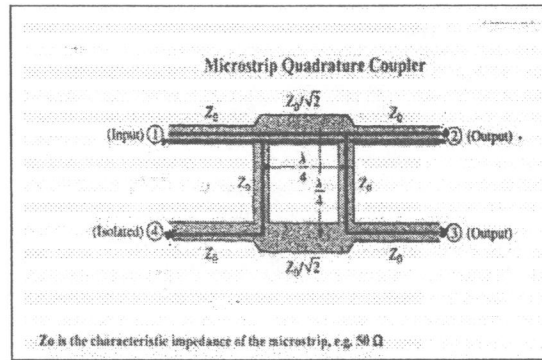 Microstrip Quadrature Coupler
Z₀ Z₀/√2 Z₀
(Input) ① ② (Output)
λ/4
Z₀ λ/4 Z₀
(Isolated) ④ ③ (Output)
Z₀ Z₀/√2 Z₀
Zo is the characteristic impedance of the microstrip, e.g. 50 Ω